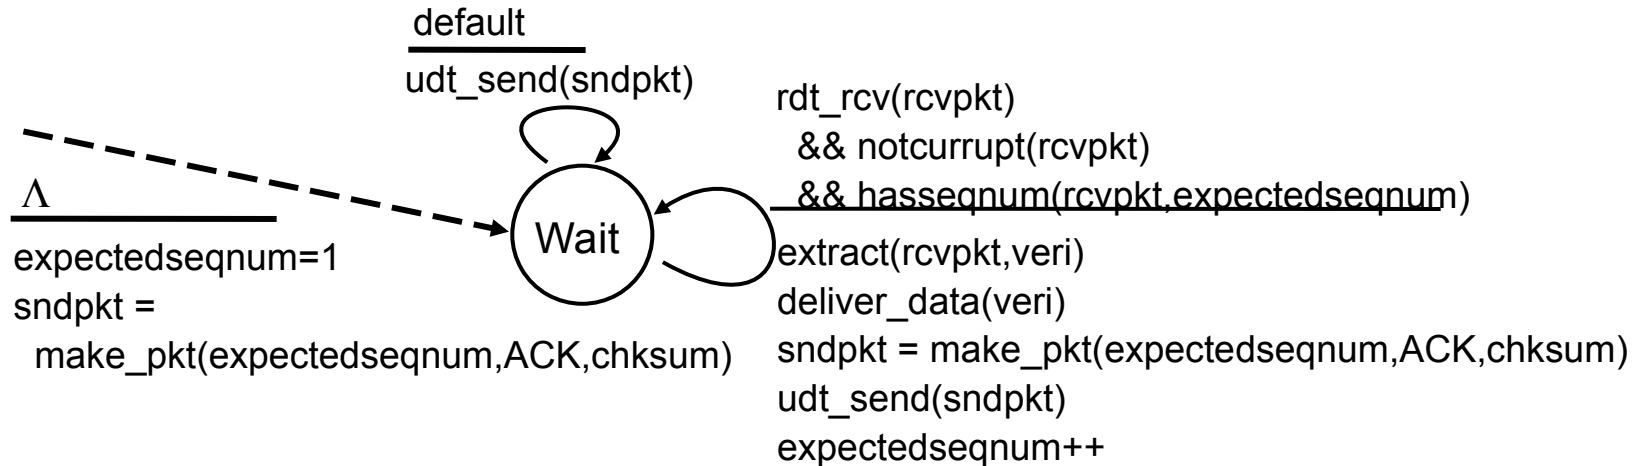 default
udt_send(sndpkt)
rdt_rcv(rcvpkt)
&& notcurrupt(rcvpkt)
&& hasseqnum(rcvpkt,expectedseqnum)
Λ
Wait
expectedseqnum=1
sndpkt =
make_pkt(expectedseqnum,ACK,chksum)
extract(rcvpkt,veri)
deliver_data(veri)
sndpkt = make_pkt(expectedseqnum,ACK,chksum)
udt_send(sndpkt)
expectedseqnum++